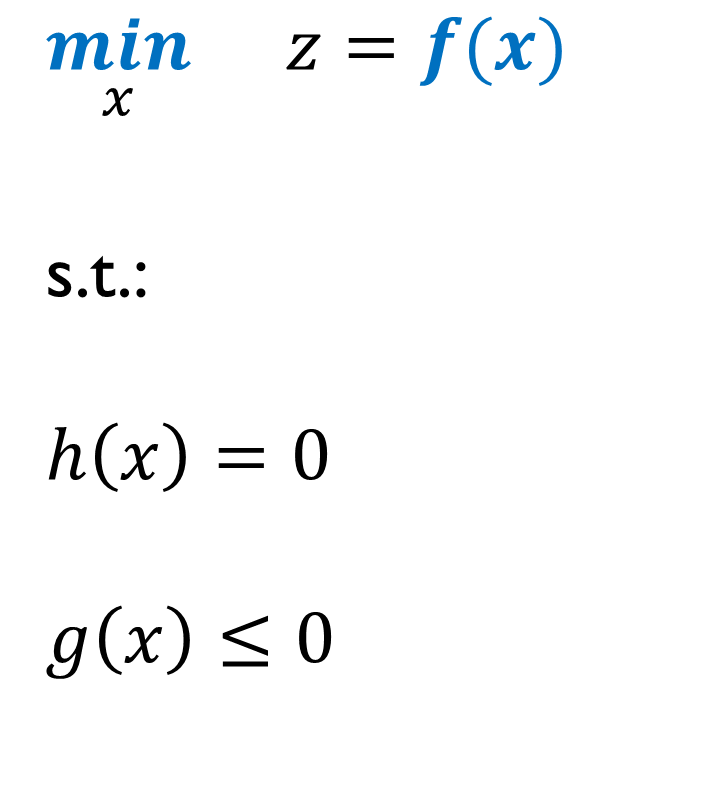 min z = f(x)
x
s.t.:
h(x) = 0
g(x) ≤ 0